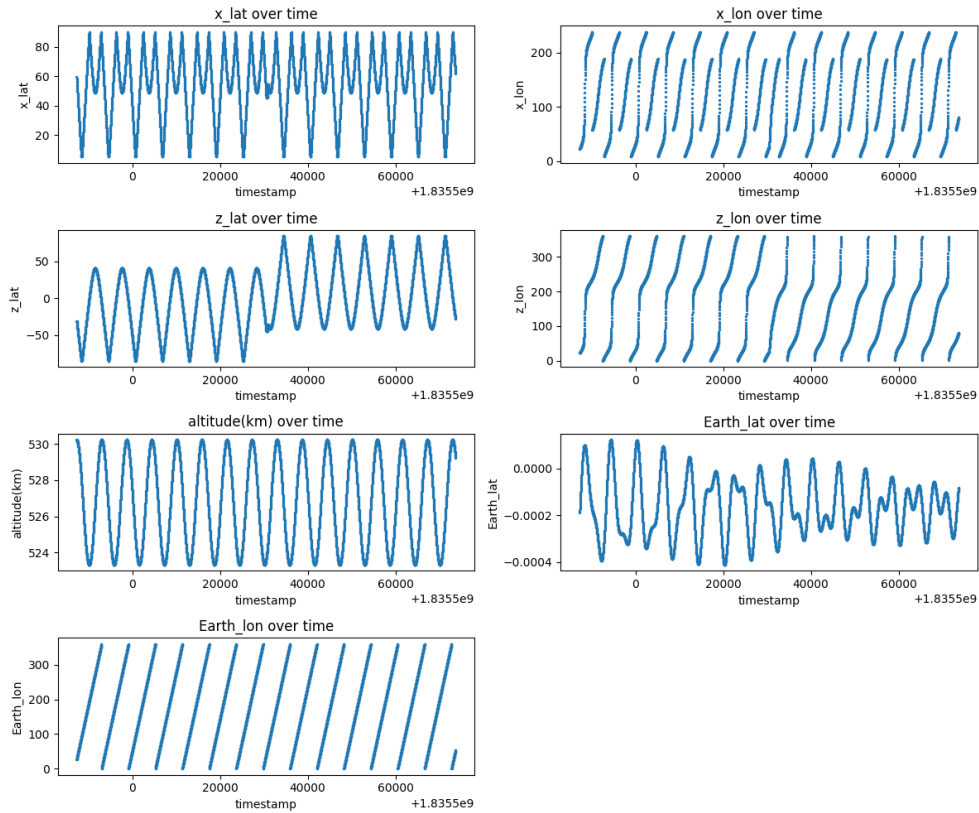 x_lat over time
80
60
40
20
x_lat
0
20000
40000
60000
timestamp
+1.8355e9
x_lon over time
200
100
0
x_lon
0
20000
40000
60000
timestamp
+1.8355e9
z_lat over time
50
0
−50
z_lat
0
20000
40000
60000
timestamp
+1.8355e9
z_lon over time
300
200
100
0
z_lon
0
20000
40000
60000
timestamp
+1.8355e9
altitude(km) over time
530
528
526
524
altitude(km)
0
20000
40000
60000
timestamp
+1.8355e9
Earth_lat over time
0.0000
−0.0002
−0.0004
Earth_lat
0
20000
40000
60000
timestamp
+1.8355e9
Earth_lon over time
300
200
100
0
Earth_lon
0
20000
40000
60000
timestamp
+1.8355e9